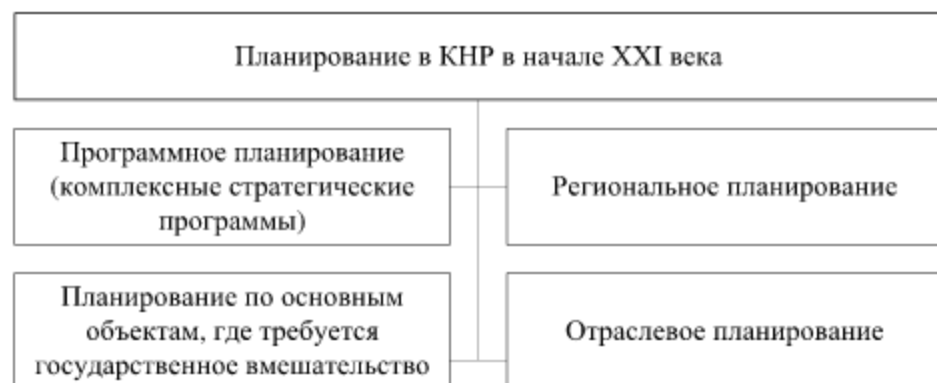 Планирование в КНР в начале XXI века
Программное планирование
(комплексные стратегические
программы)
Региональное планирование
Планирование по основным
объектам, где требуется
государственное вмешательство
Отраслевое планирование